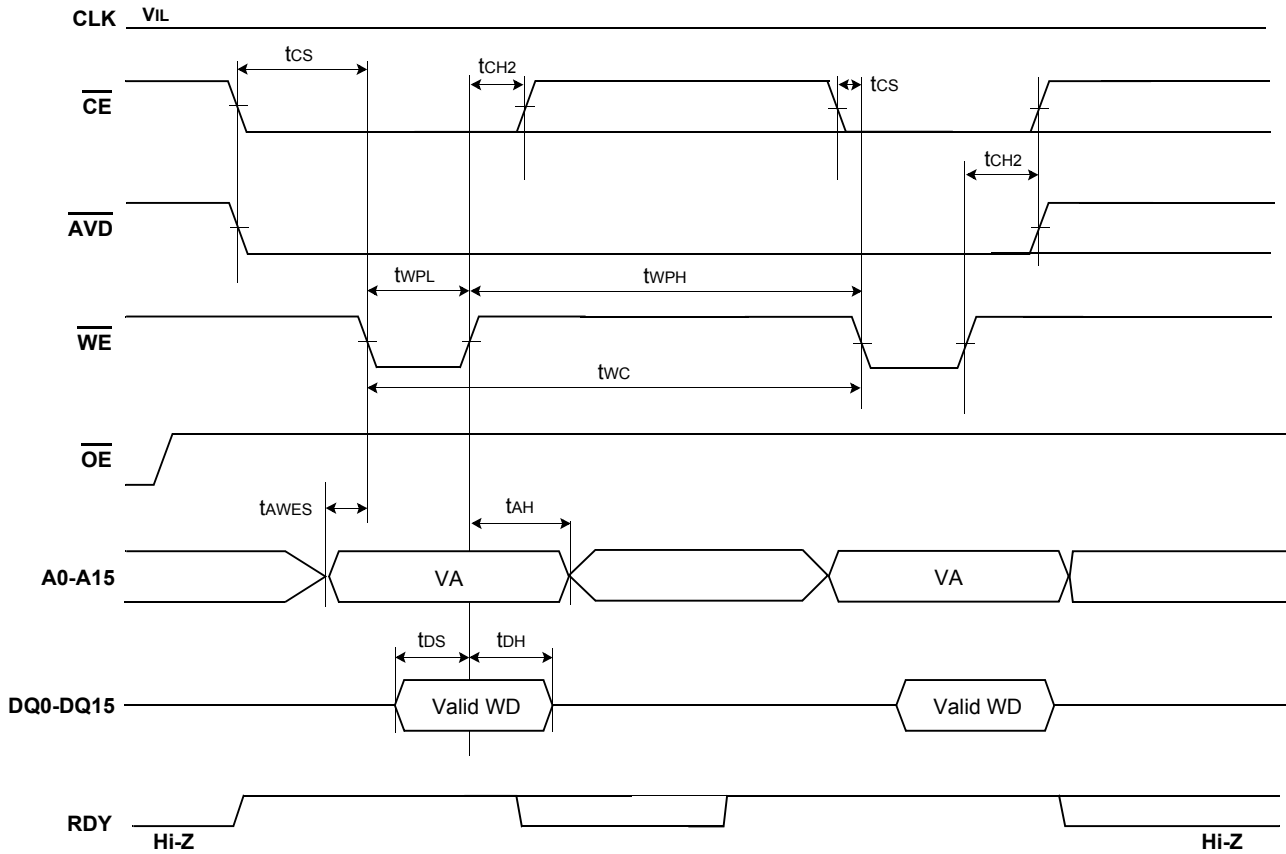 CLK VIL
tCS
tCH2
tCS
CE
tCH2
AVD
tWPL
tWPH
WE
tWC
OE
tAWES
tAH
A0-A15
VA
VA
tDS
tDH
DQ0-DQ15
Valid WD
Valid WD
RDY
Hi-Z
Hi-Z